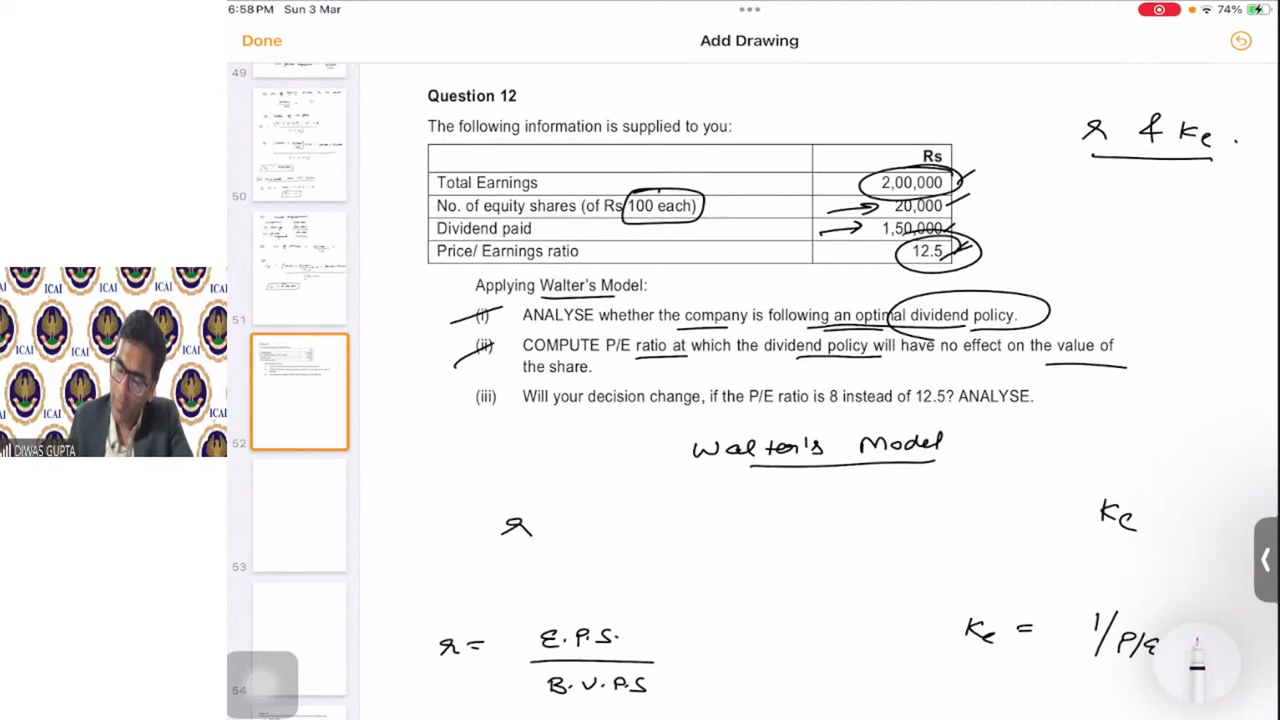 6:58 PM Sun 3 Mar
74%
Done
Add Drawing
49
50
51
52
53
54
Question 12
The following information is supplied to you:
Rs
Total Earnings 2,00,000
No. of equity shares (of Rs 100 each) 20,000
Dividend paid 1,50,000
Price/ Earnings ratio 12.5
r & Ke.
Applying Walter's Model:
(i) ANALYSE whether the company is following an optimal dividend policy.
(ii) COMPUTE P/E ratio at which the dividend policy will have no effect on the value of
the share.
(iii) Will your decision change, if the P/E ratio is 8 instead of 12.5? ANALYSE.
Walter's Model
r Ke
r = E.P.S. Ke = 1/P/E
B.V.P.S
ICAI ICAI
ICAI
DIWAS GUPTA